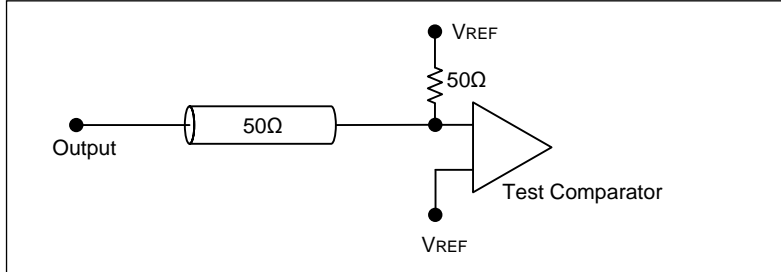 VREF
50Ω
50Ω
Output
Test Comparator
VREF